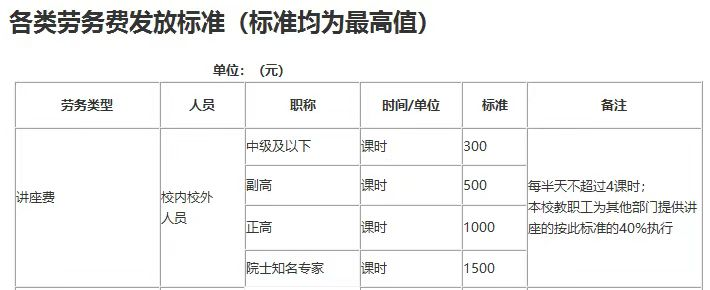 各类劳务费发放标准（标准均为最高值）
单位：（元）
劳务类型 人员 职称 时间/单位 标准 备注
讲座费 校内校外
人员
中级及以下 课时 300
副高 课时 500
正高 课时 1000
院士知名专家 课时 1500
每半天不超过4课时；
本校教职工为其他部门提供讲
座的按此标准的40%执行